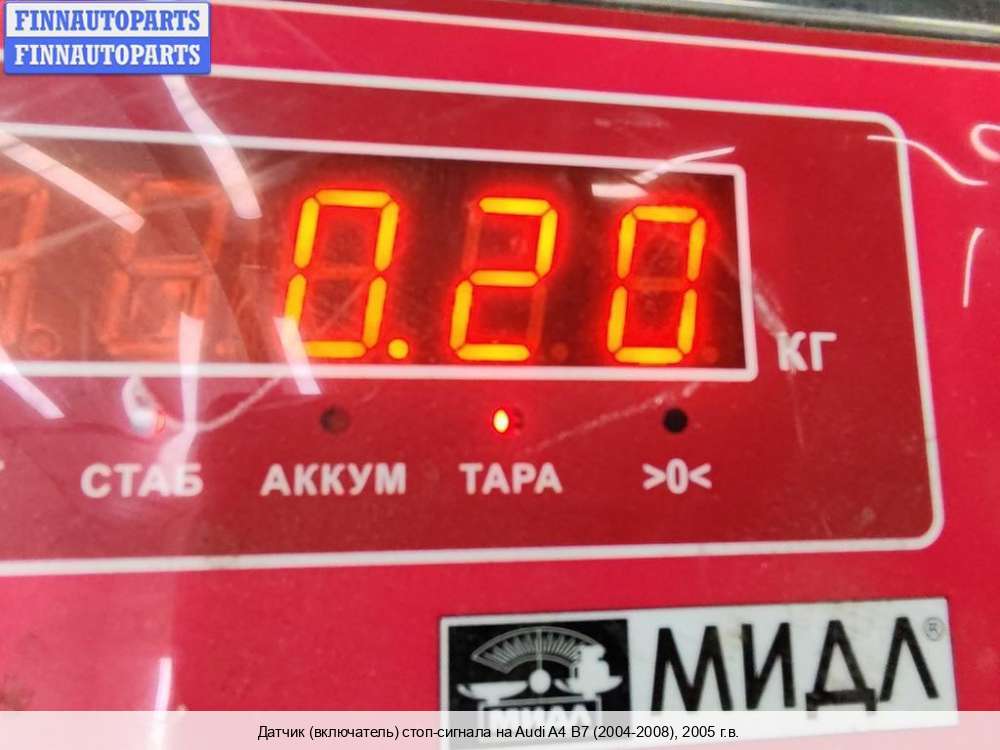 FINNAUTOPARTS
FINNAUTOPARTS
0.20
КГ
СТАБ АККУМ ТАРА >0<
МИДЛ®
МИДЛ
Датчик (включатель) стоп-сигнала на Audi A4 B7 (2004-2008), 2005 г.в.